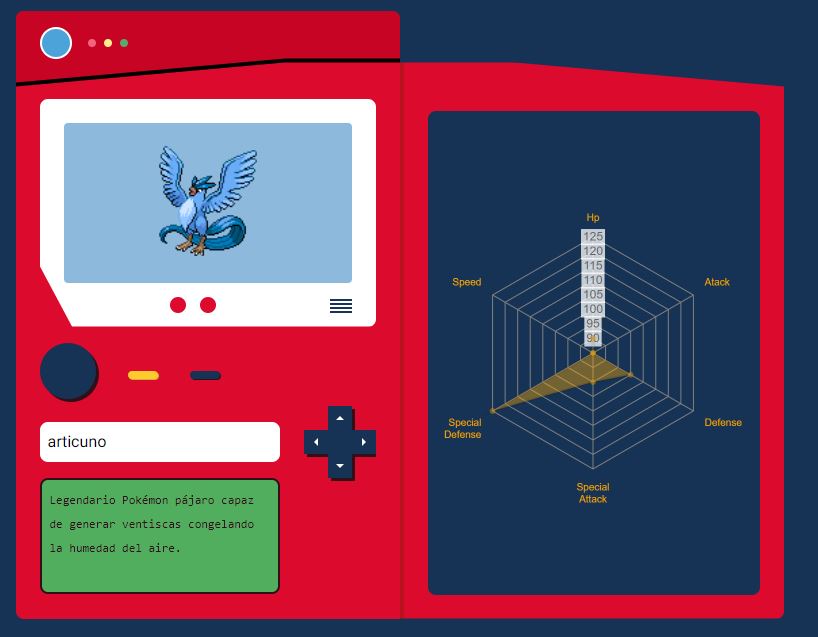 articuno
Legendario Pokémon pájaro capaz
de generar ventiscas congelando
la humedad del aire.
Hp
125
120
115
110
105
100
95
90
Speed
Atack
Special
Defense
Defense
Special
Attack